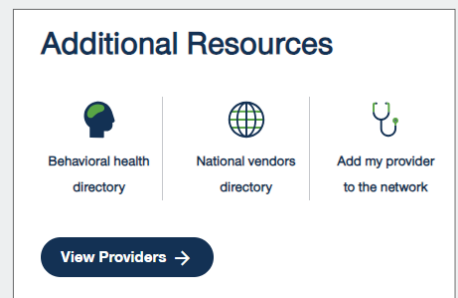 Additional Resources
Behavioral health
directory
National vendors
directory
Add my provider
to the network
View Providers →